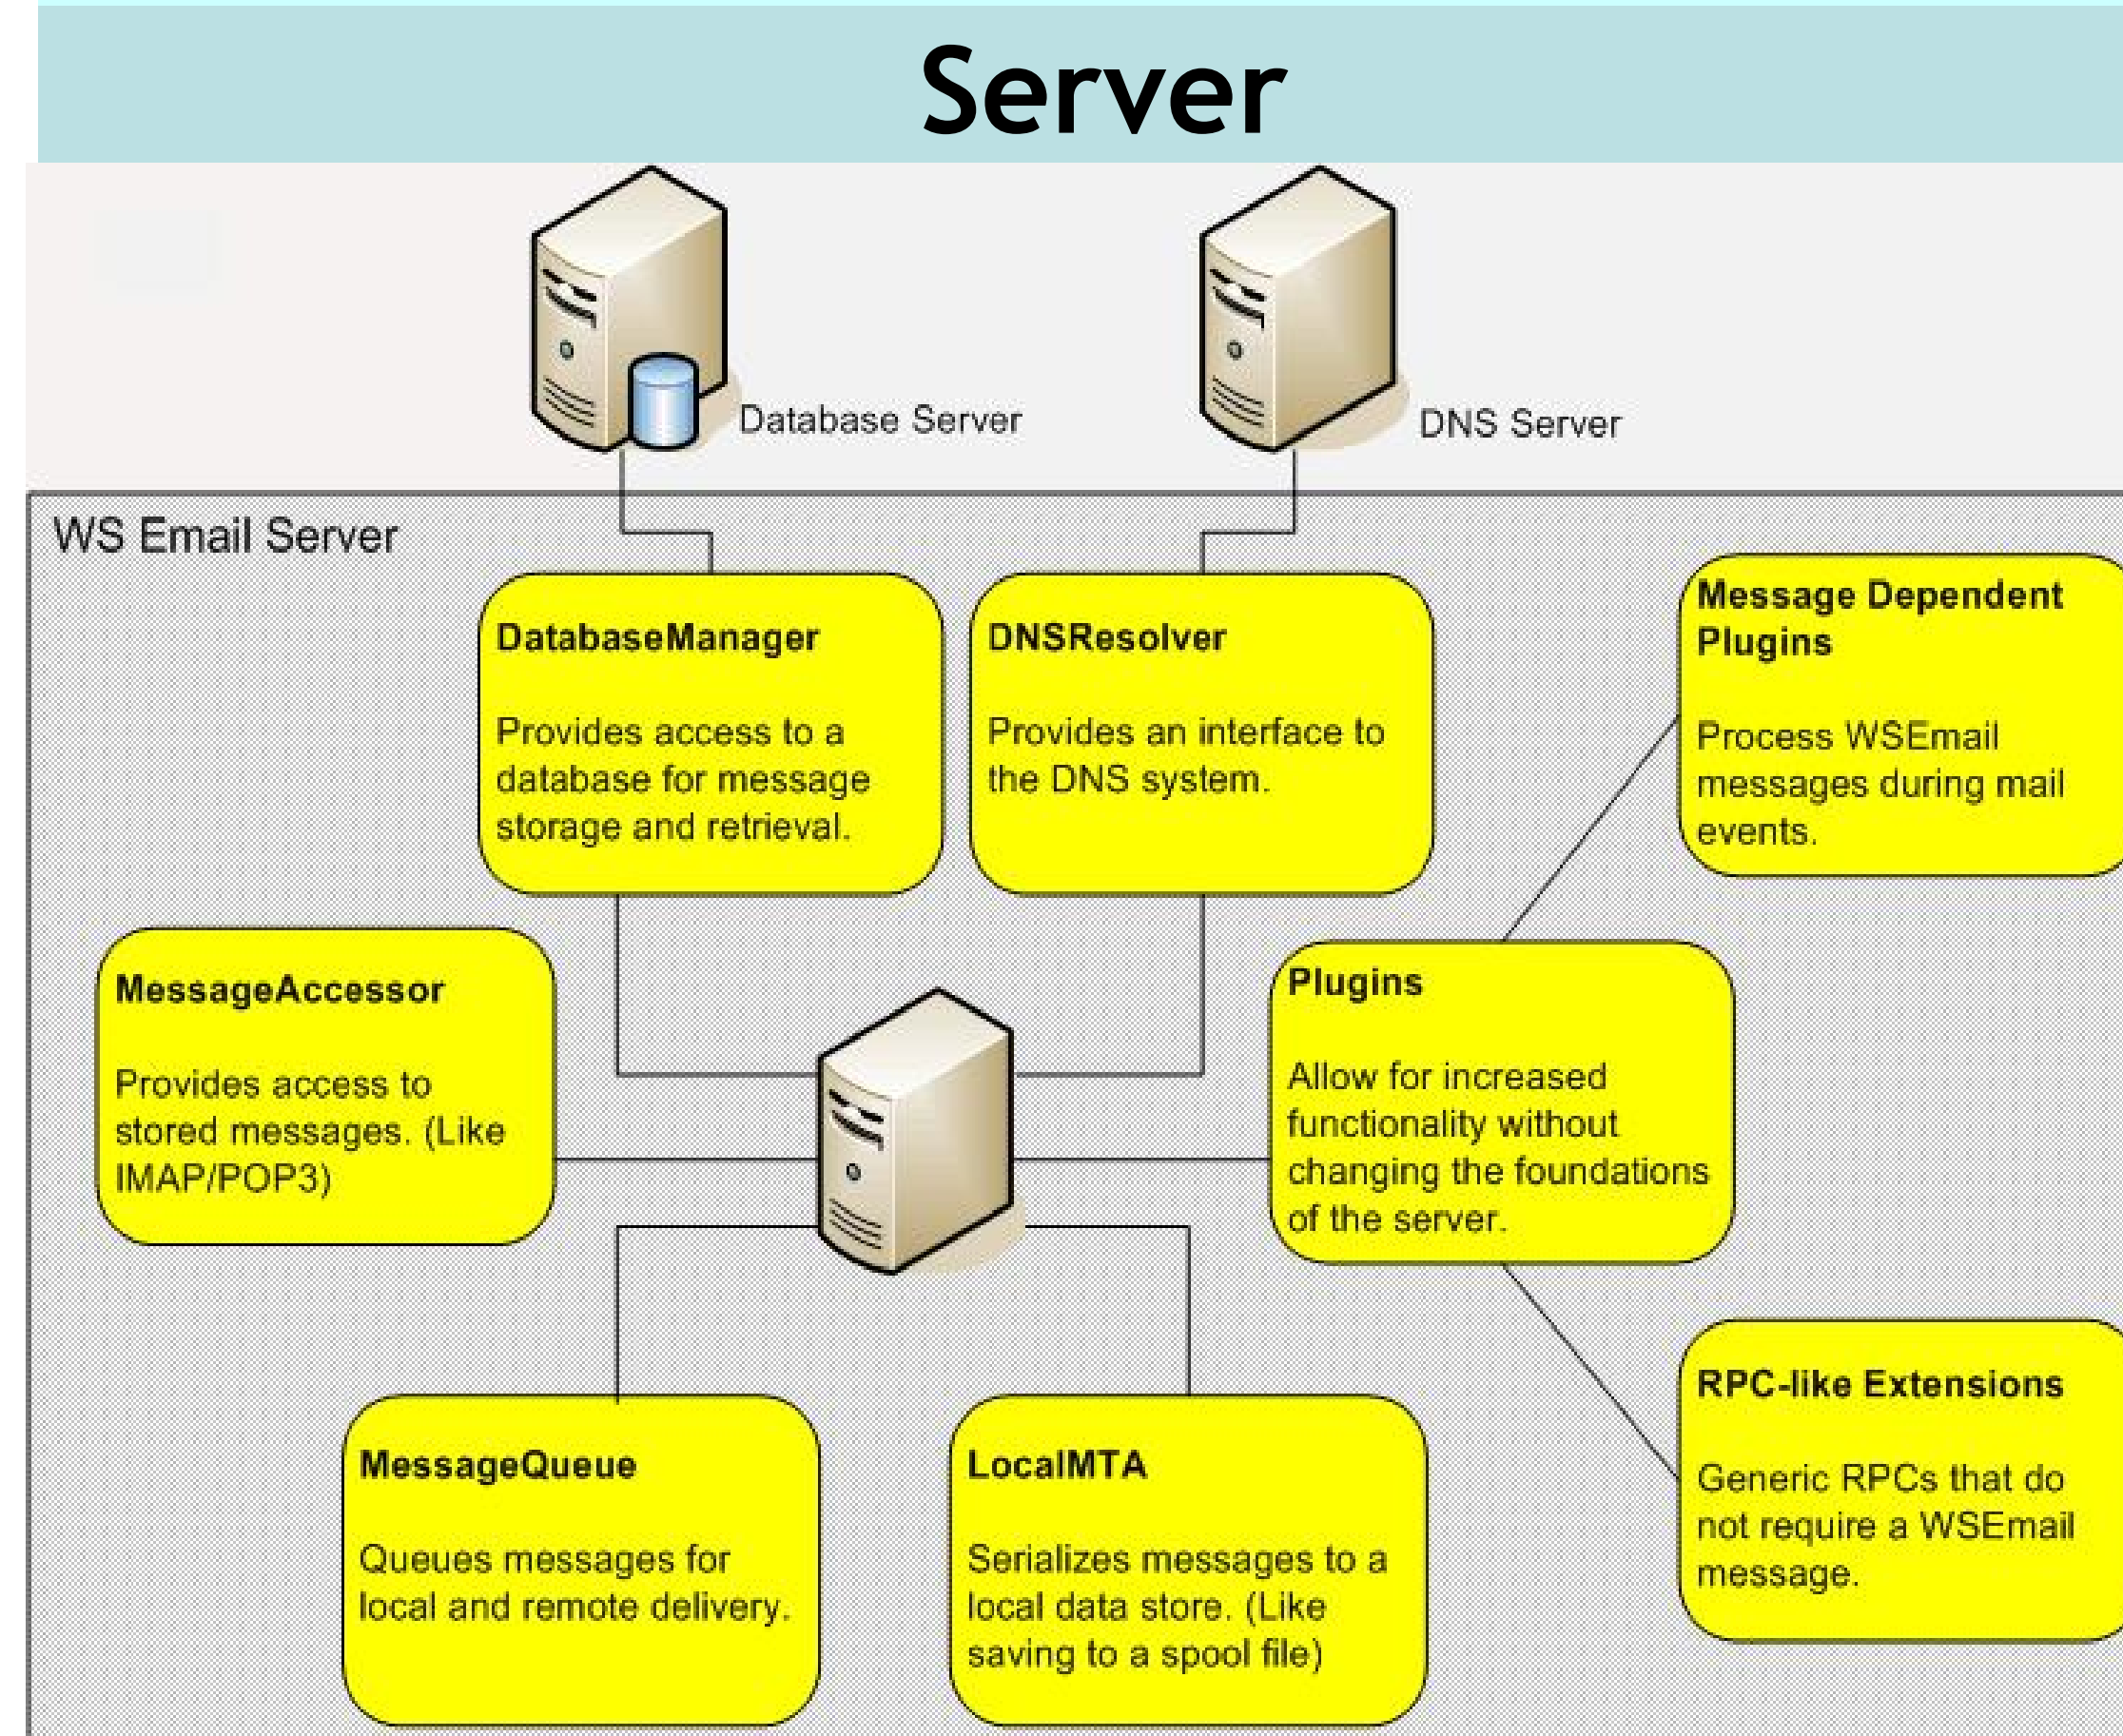 Server
Database Server
DNS Server
WS Email Server
DatabaseManager
Provides access to a
database for message
storage and retrieval.
DNSResolver
Provides an interface to
the DNS system.
Message Dependent
Plugins
Process WSEmail
messages during mail
events.
MessageAccessor
Provides access to
stored messages. (Like
IMAP/POP3)
Plugins
Allow for increased
functionality without
changing the foundations
of the server.
MessageQueue
Queues messages for
local and remote delivery.
LocalMTA
Serializes messages to a
local data store. (Like
saving to a spool file)
RPC-like Extensions
Generic RPCs that do
not require a WSEmail
message.